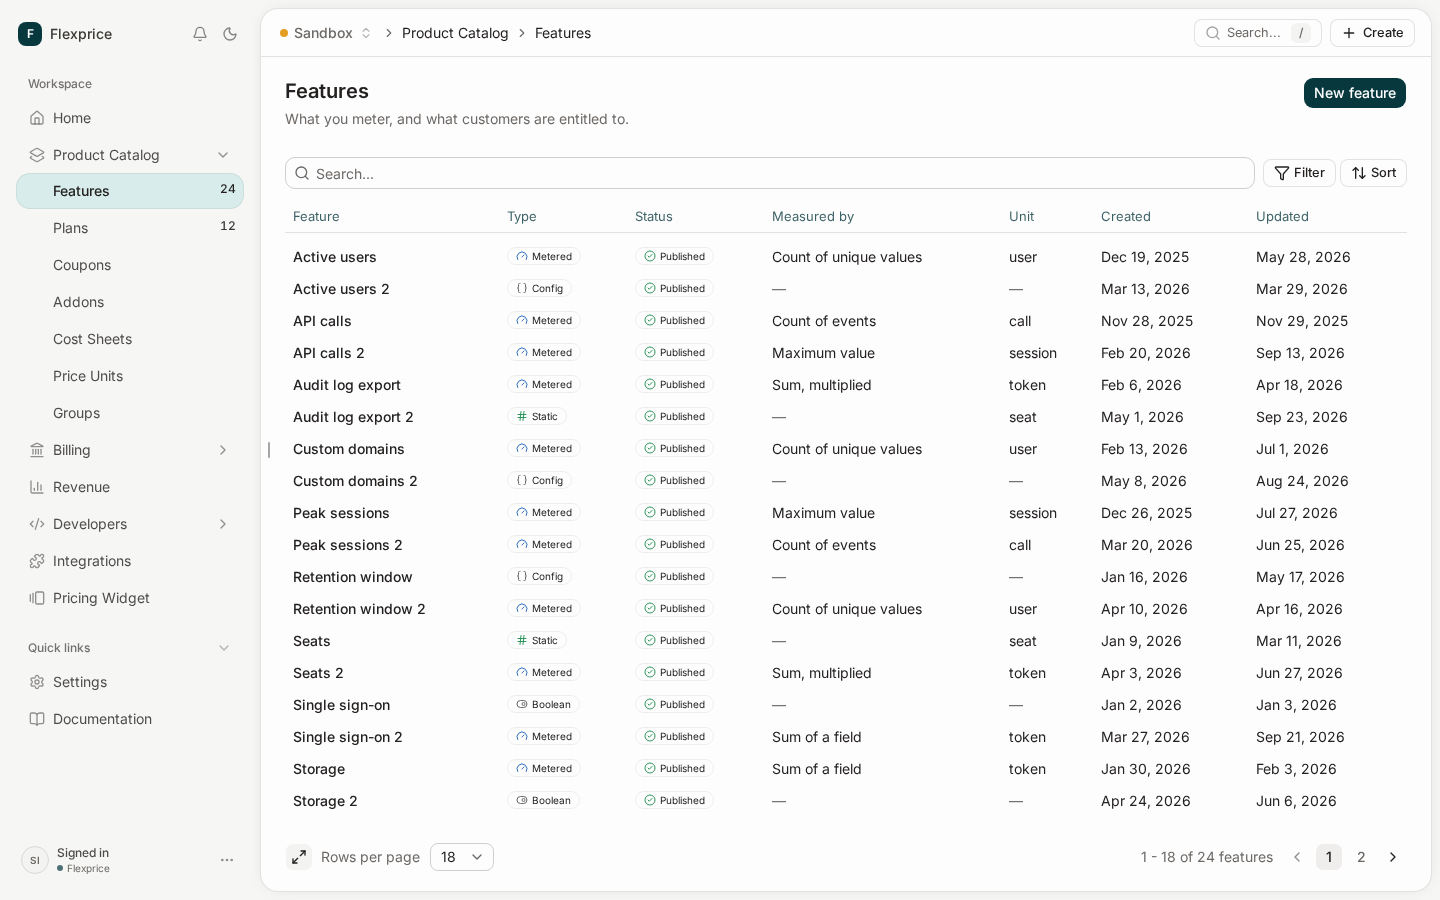 F Flexprice
Workspace
Home
Product Catalog
Features 24
Plans 12
Coupons
Addons
Cost Sheets
Price Units
Groups
Billing
Revenue
Developers
Integrations
Pricing Widget
Quick links
Settings
Documentation
SI Signed in
Flexprice
Sandbox Product Catalog Features Search... / Create
Features
What you meter, and what customers are entitled to.
New feature
Search... Filter Sort
Feature Type Status Measured by Unit Created Updated
Active users Metered Published Count of unique values user Dec 19, 2025 May 28, 2026
Active users 2 Config Published — — Mar 13, 2026 Mar 29, 2026
API calls Metered Published Count of events call Nov 28, 2025 Nov 29, 2025
API calls 2 Metered Published Maximum value session Feb 20, 2026 Sep 13, 2026
Audit log export Metered Published Sum, multiplied token Feb 6, 2026 Apr 18, 2026
Audit log export 2 Static Published — seat May 1, 2026 Sep 23, 2026
Custom domains Metered Published Count of unique values user Feb 13, 2026 Jul 1, 2026
Custom domains 2 Config Published — — May 8, 2026 Aug 24, 2026
Peak sessions Metered Published Maximum value session Dec 26, 2025 Jul 27, 2026
Peak sessions 2 Metered Published Count of events call Mar 20, 2026 Jun 25, 2026
Retention window Config Published — — Jan 16, 2026 May 17, 2026
Retention window 2 Metered Published Count of unique values user Apr 10, 2026 Apr 16, 2026
Seats Static Published — seat Jan 9, 2026 Mar 11, 2026
Seats 2 Metered Published Sum, multiplied token Apr 3, 2026 Jun 27, 2026
Single sign-on Boolean Published — — Jan 2, 2026 Jan 3, 2026
Single sign-on 2 Metered Published Sum of a field token Mar 27, 2026 Sep 21, 2026
Storage Metered Published Sum of a field token Jan 30, 2026 Feb 3, 2026
Storage 2 Boolean Published — — Apr 24, 2026 Jun 6, 2026
Rows per page 18 1 - 18 of 24 features 1 2